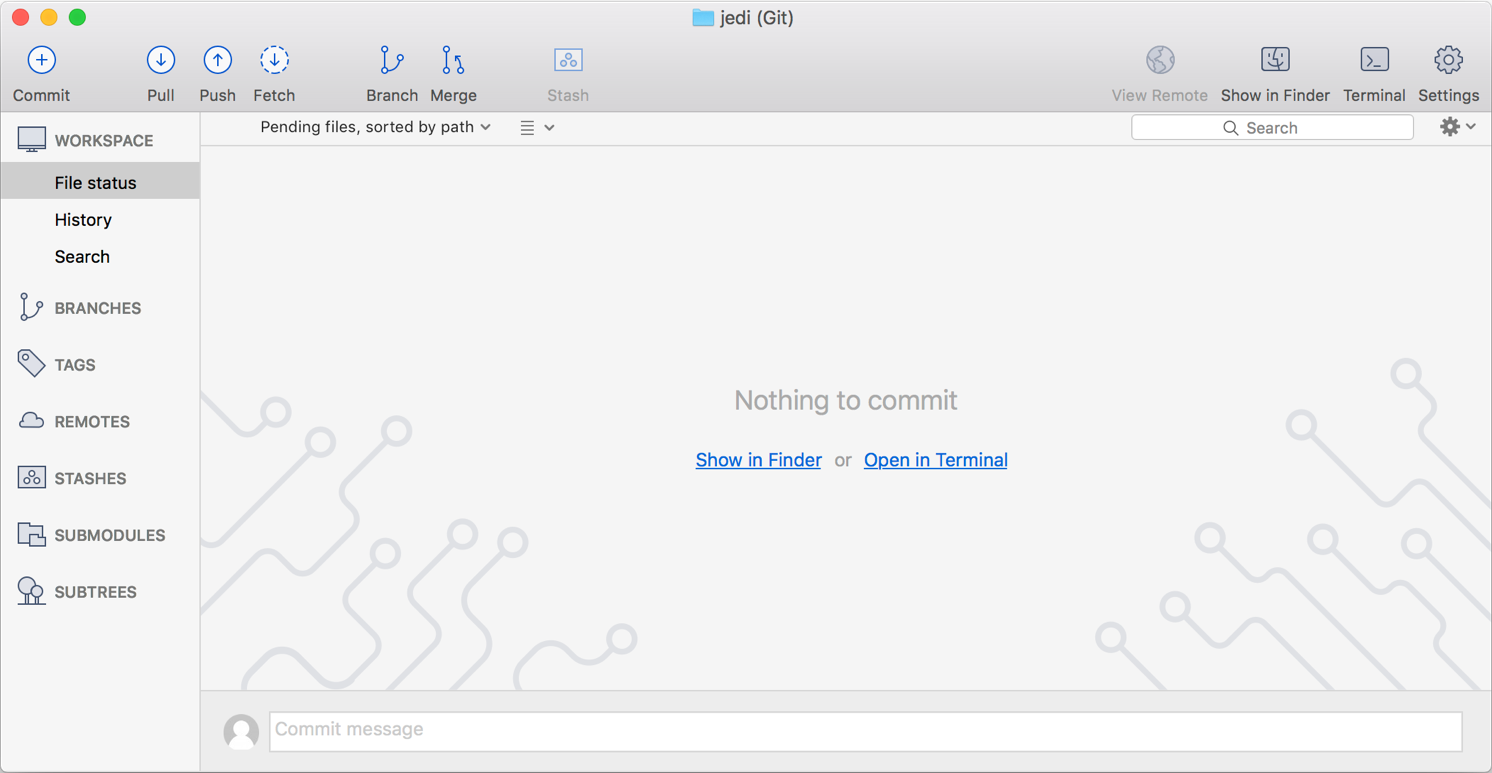 jedi (Git)
Commit Pull Push Fetch Branch Merge Stash View Remote Show in Finder Terminal Settings
WORKSPACE
Pending files, sorted by path
Search
File status
History
Search
BRANCHES
TAGS
REMOTES
STASHES
SUBMODULES
SUBTREES
Nothing to commit
Show in Finder or Open in Terminal
Commit message